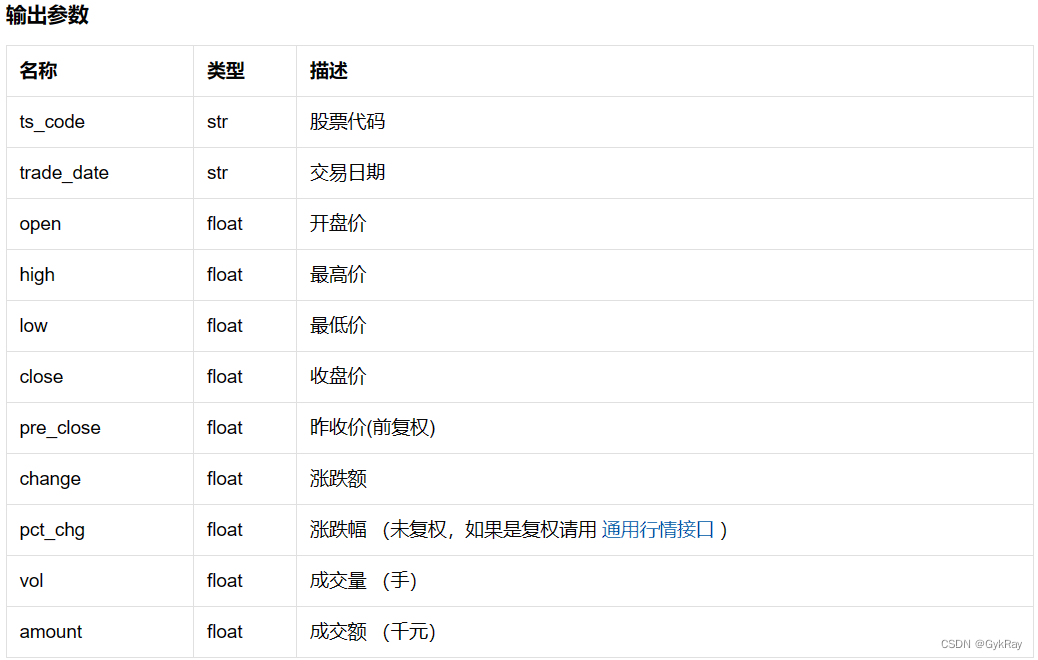 输出参数
名称 类型 描述
ts_code str 股票代码
trade_date str 交易日期
open float 开盘价
high float 最高价
low float 最低价
close float 收盘价
pre_close float 昨收价(前复权)
change float 涨跌额
pct_chg float 涨跌幅 （未复权，如果是复权请用 通用行情接口 ）
vol float 成交量 （手）
amount float 成交额 （千元）
CSDN @GykRay